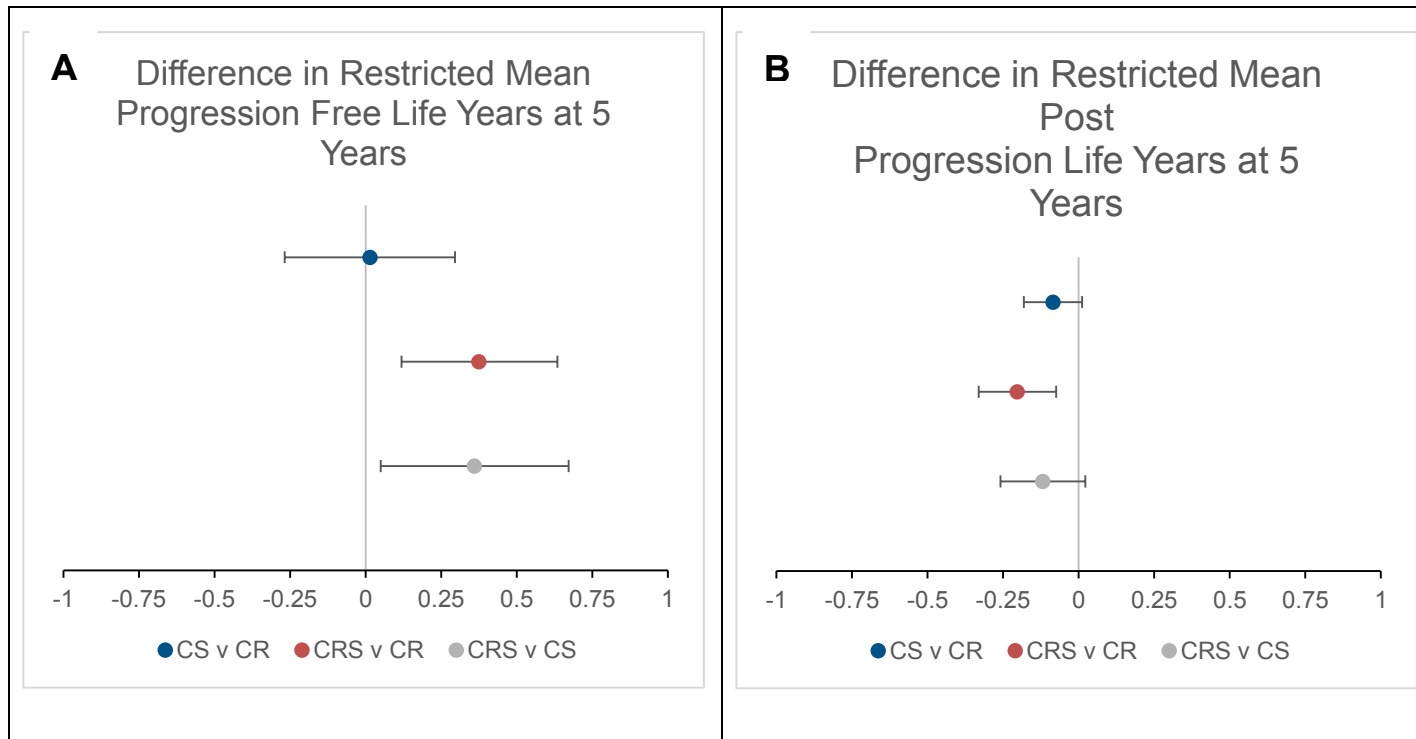 A
Difference in Restricted Mean
Progression Free Life Years at 5
Years
-1 -0.75 -0.5 -0.25 0 0.25 0.5 0.75 1
CS v CR CRS v CR CRS v CS
B
Difference in Restricted Mean
Post
Progression Life Years at 5
Years
-1 -0.75 -0.5 -0.25 0 0.25 0.5 0.75 1
CS v CR CRS v CR CRS v CS